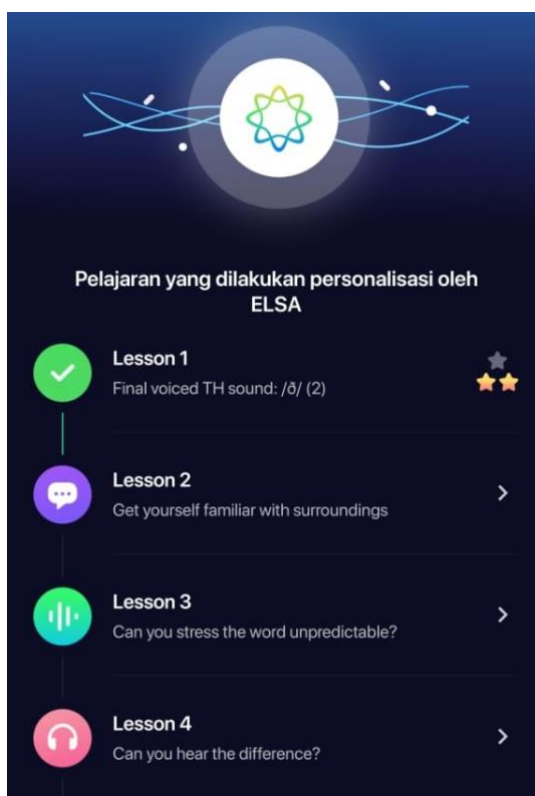 Pelajaran yang dilakukan personalisasi oleh
ELSA
Lesson 1
Final voiced TH sound: /ð/ (2)
Lesson 2
Get yourself familiar with surroundings
Lesson 3
Can you stress the word unpredictable?
Lesson 4
Can you hear the difference?